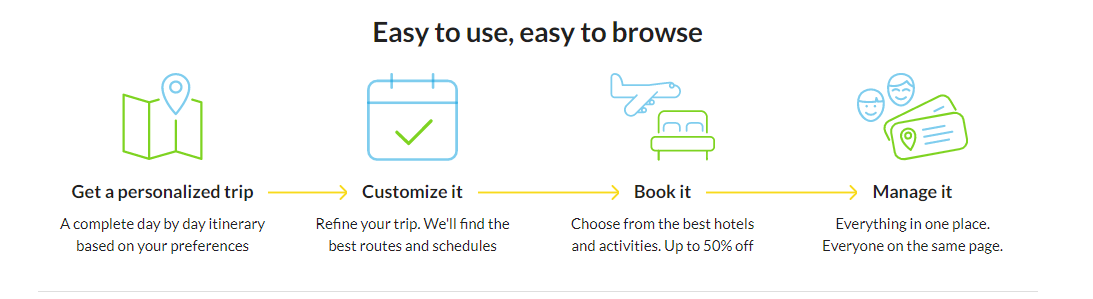 Easy to use, easy to browse
Get a personalized trip
A complete day by day itinerary
based on your preferences
Customize it
Refine your trip. We'll find the
best routes and schedules
Book it
Choose from the best hotels
and activities. Up to 50% off
Manage it
Everything in one place.
Everyone on the same page.